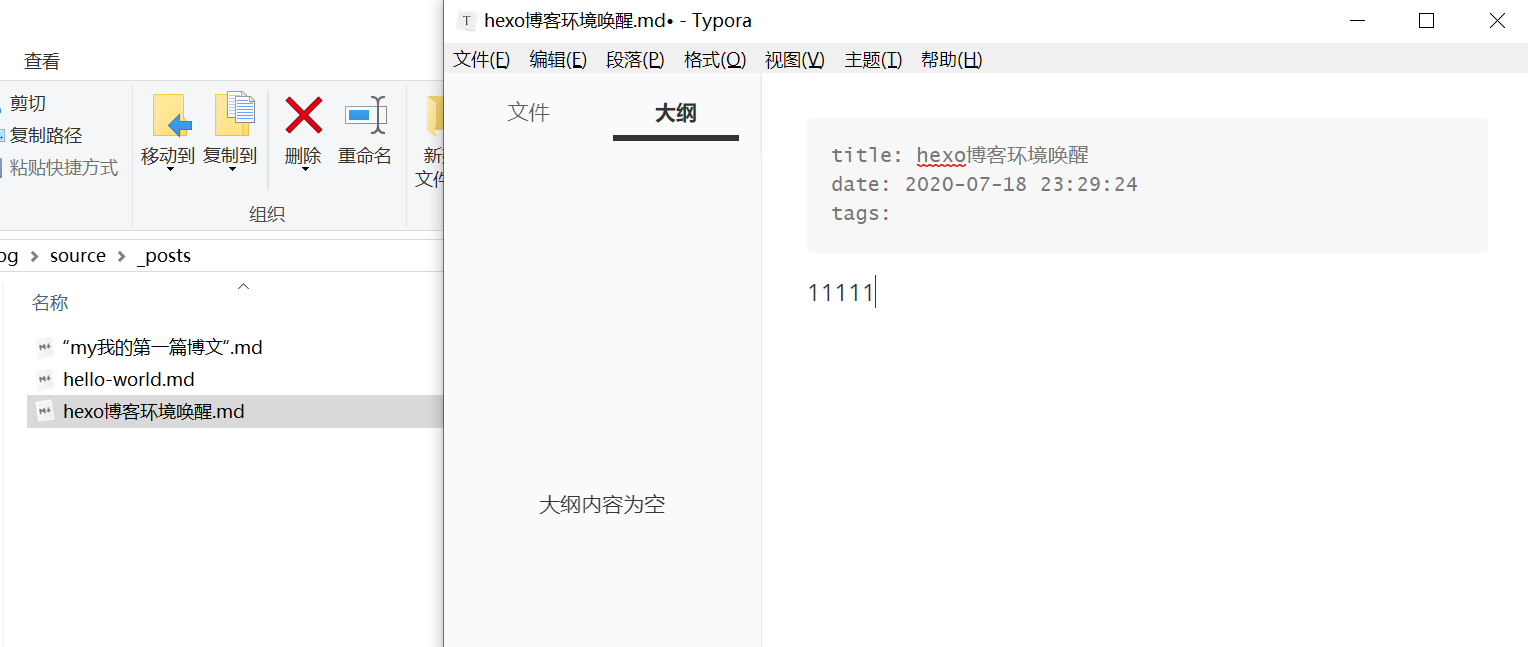 查看
剪切
复制路径
粘贴快捷方式
移动到
复制到
删除
重命名
组织
source
_posts
名称
“my我的第一篇博文“.md
hello-world.md
hexo博客环境唤醒.md
T hexo博客环境唤醒.md• - Typora
文件(F) 编辑(E) 段落(P) 格式(O) 视图(V) 主题(T) 帮助(H)
文件 大纲
大纲内容为空
title: hexo博客环境唤醒
date: 2020-07-18 23:29:24
tags:
11111